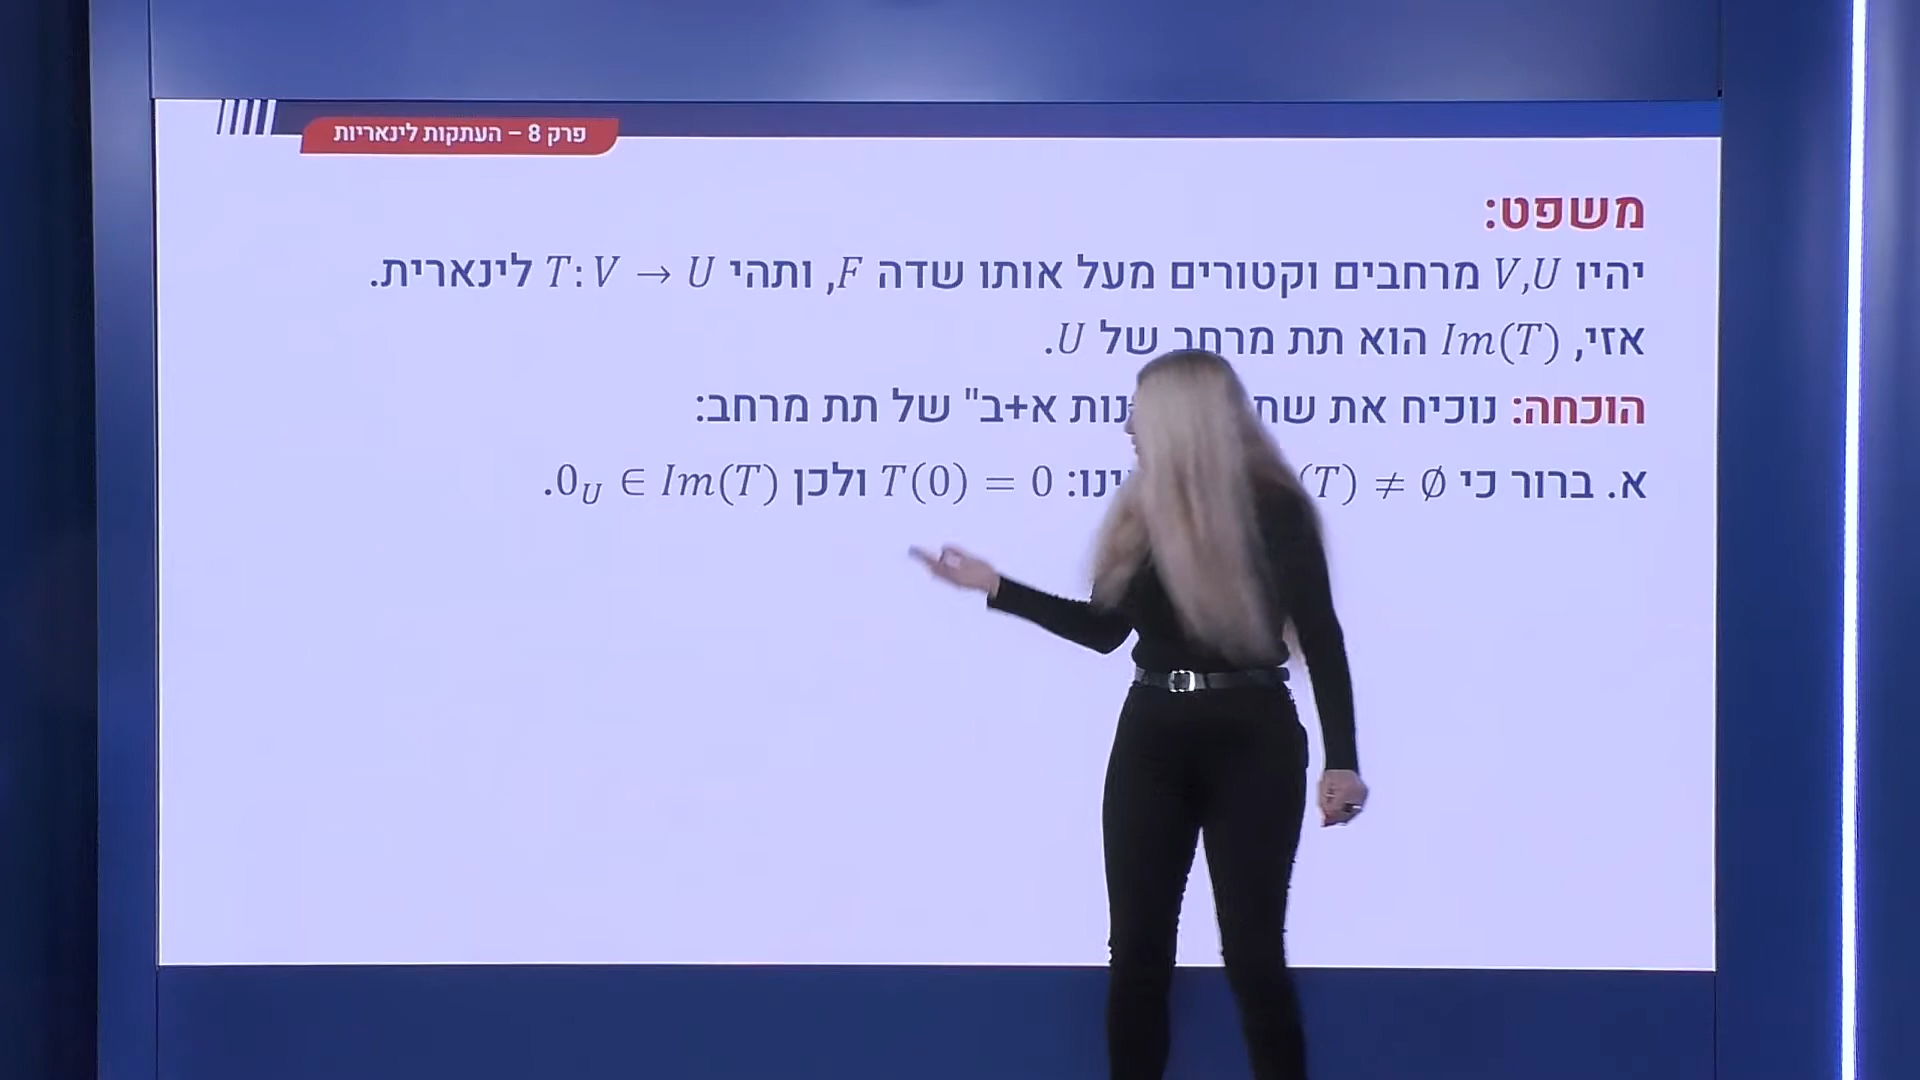 פרק 8 – העתקות לינאריות
משפט:
יהיו V,U מרחבים וקטורים מעל אותו שדה F, ותהי T: V → U לינארית.
אזי, Im(T) הוא תת מרחב של U.
הוכחה: נוכיח את א+ב" של תת מרחב:
א. ברור כי (T) ≠ ∅ T(0) = 0 ולכן 0_U ∈ Im(T).